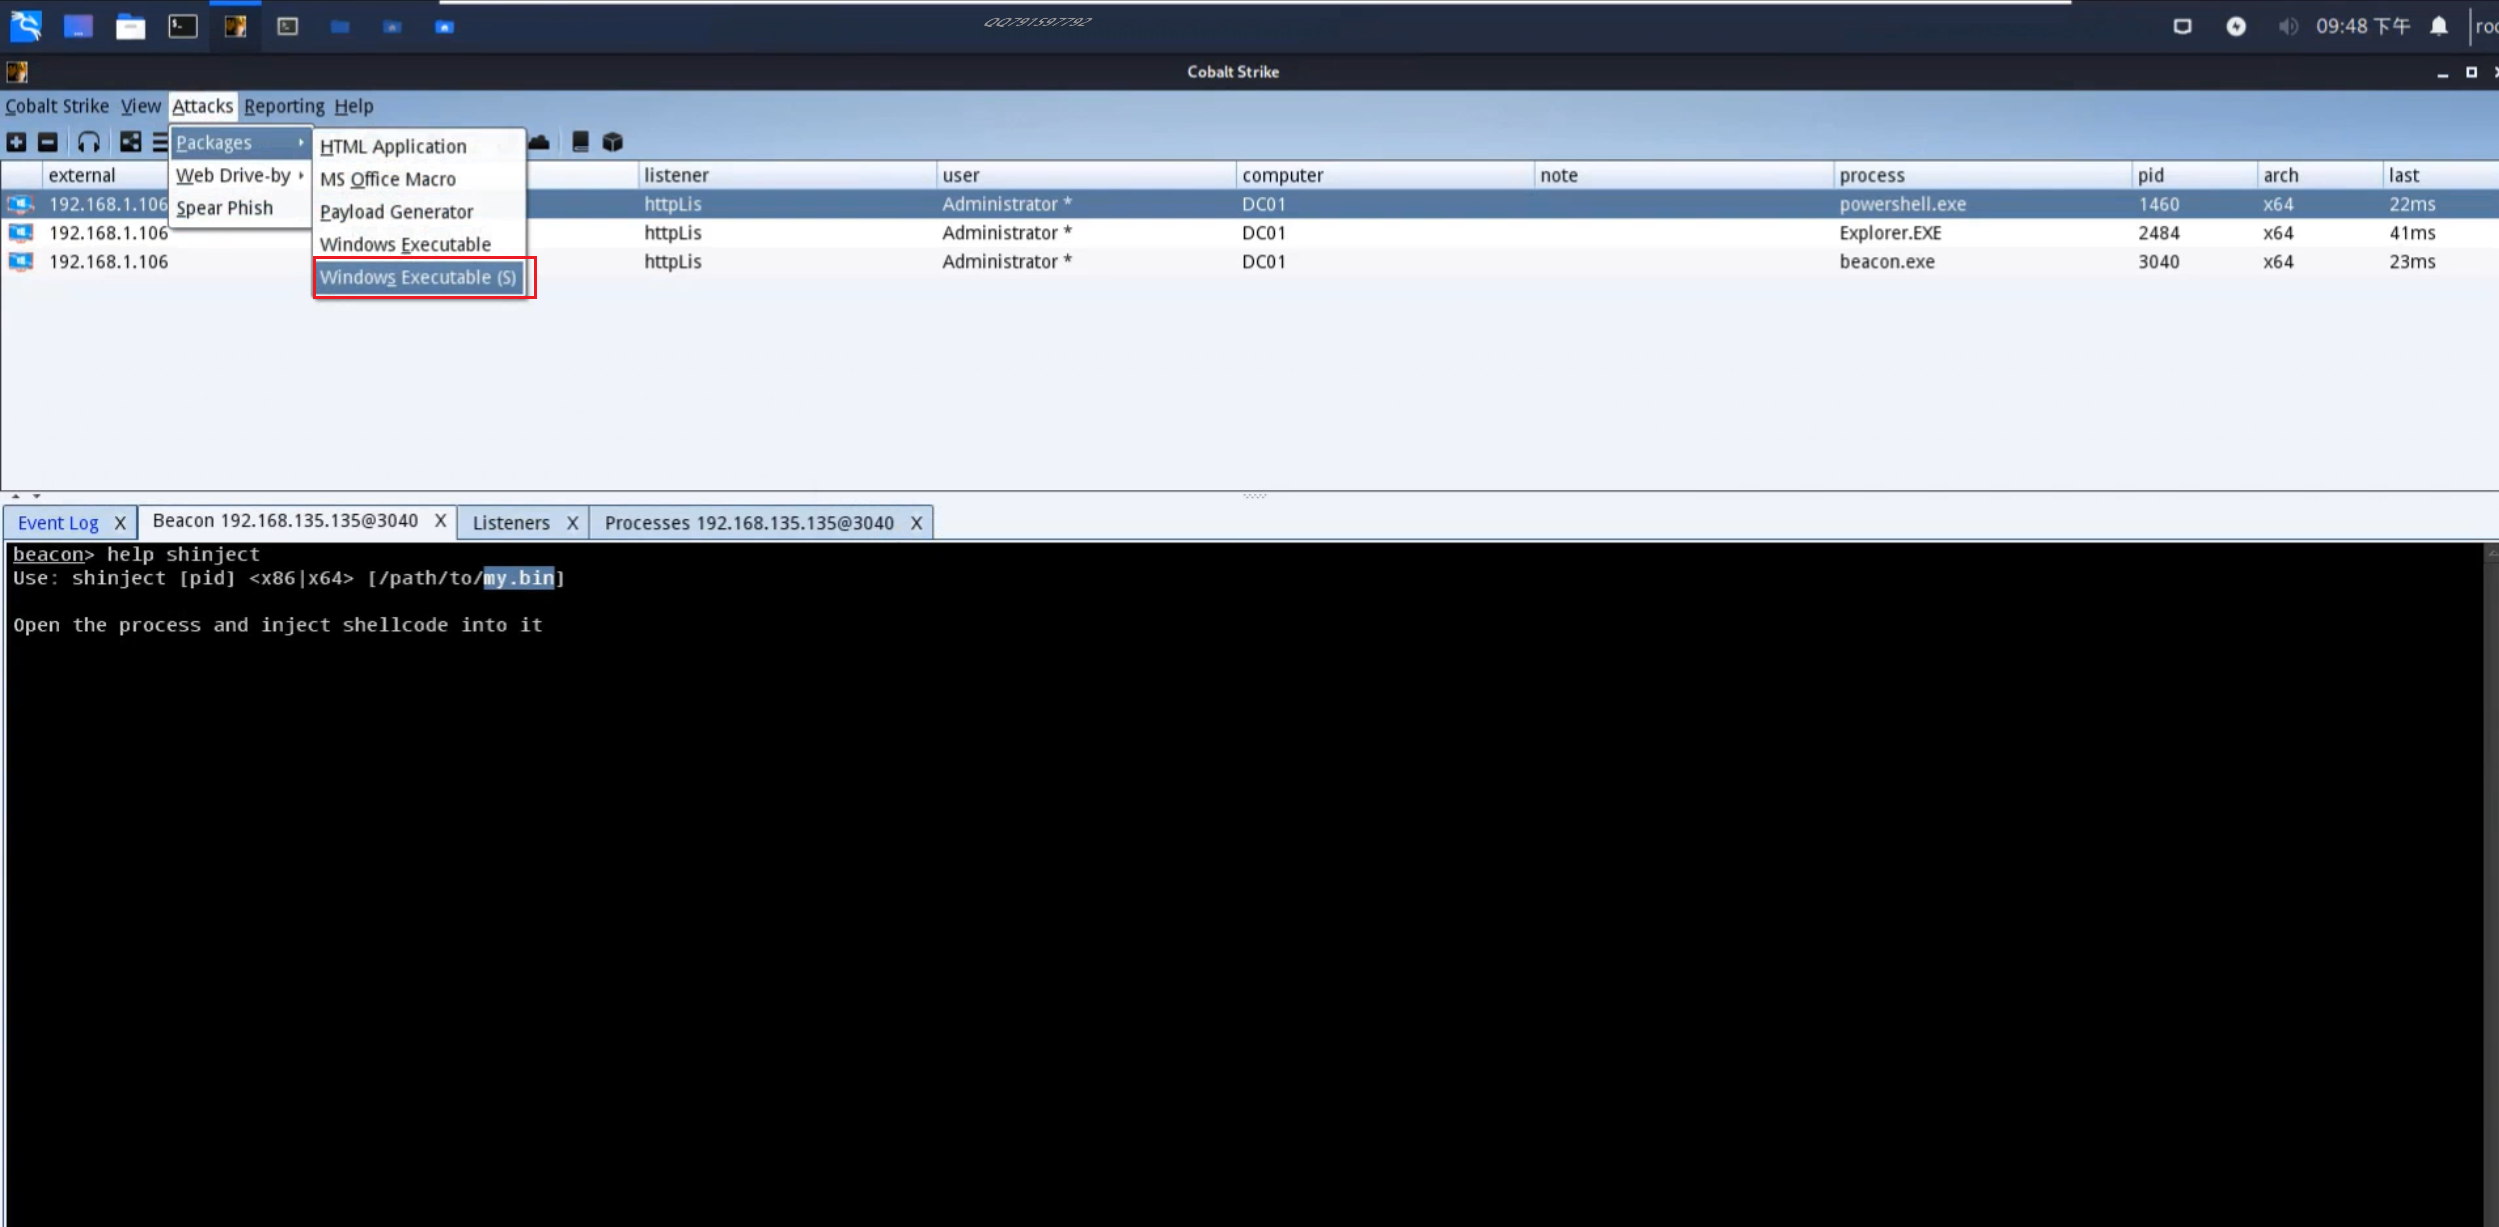 QQ791597792
09:48 下午
Cobalt Strike
Cobalt Strike View Attacks Reporting Help
Packages
Web Drive-by
Spear Phish
HTML Application
MS Office Macro
Payload Generator
Windows Executable
Windows Executable (S)
external listener user computer note process pid arch last
192.168.1.106 httpLis Administrator * DC01 powershell.exe 1460 x64 22ms
192.168.1.106 httpLis Administrator * DC01 Explorer.EXE 2484 x64 41ms
192.168.1.106 httpLis Administrator * DC01 beacon.exe 3040 x64 23ms
Event Log X Beacon 192.168.135.135@3040 X Listeners X Processes 192.168.135.135@3040 X
beacon> help shinject
Use: shinject [pid] <x86|x64> [/path/to/my.bin]
Open the process and inject shellcode into it